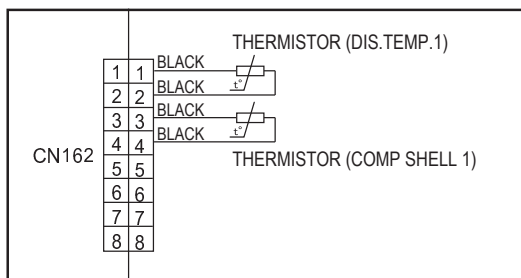 THERMISTOR (DIS.TEMP.1)
BLACK
1 1
t°
BLACK
2 2
BLACK
3 3
t°
BLACK
4 4
CN162
THERMISTOR (COMP SHELL 1)
5 5
6 6
7 7
8 8